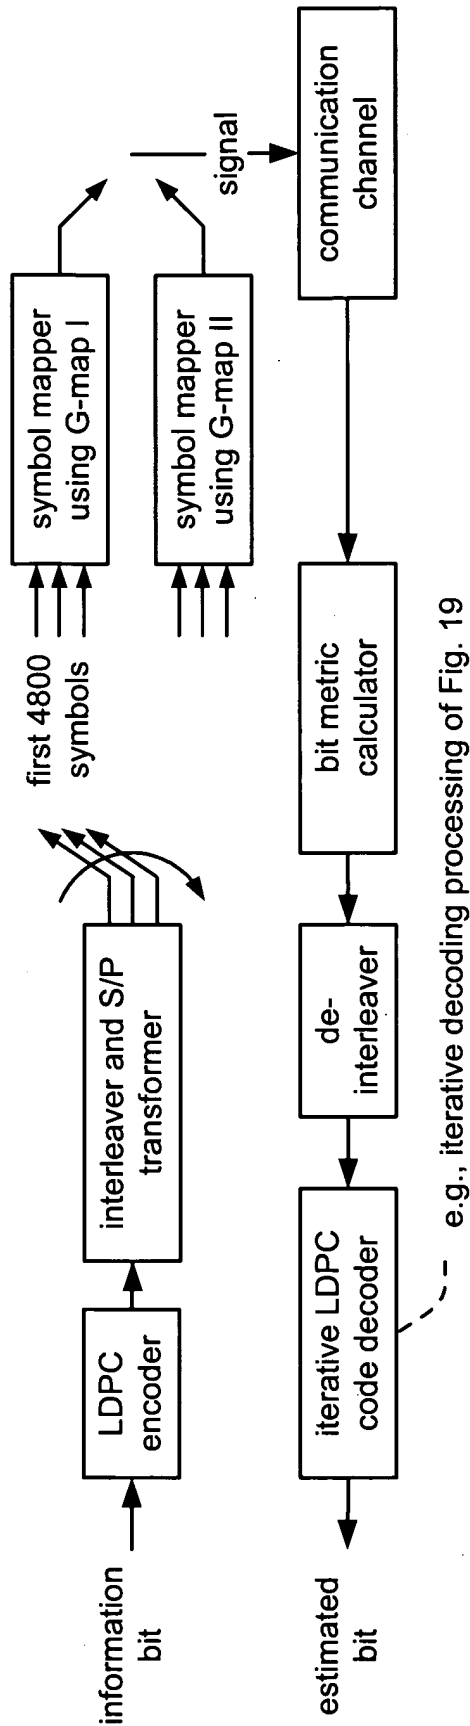 information
bit
LDPC
encoder
interleaver and S/P
transformer
first 4800
symbols
symbol mapper
using G-map I
symbol mapper
using G-map II
signal
communication
channel
bit metric
calculator
de-
interleaver
iterative LDPC
code decoder
estimated
bit
e.g., iterative decoding processing of Fig. 19